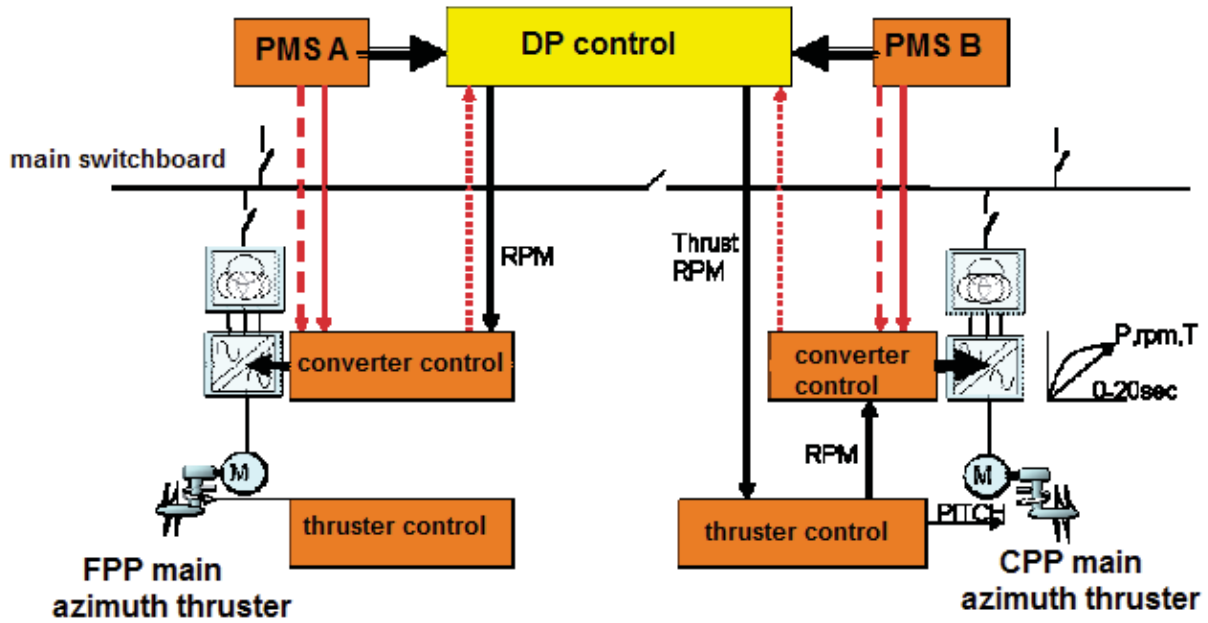 PMS A
DP control
PMS B
main switchboard
RPM
Thrust
RPM
converter control
converter
control
P,rpm,T
0-20sec
M
RPM
M
thruster control
thruster control
PITCH
FPP main
azimuth thruster
CPP main
azimuth thruster